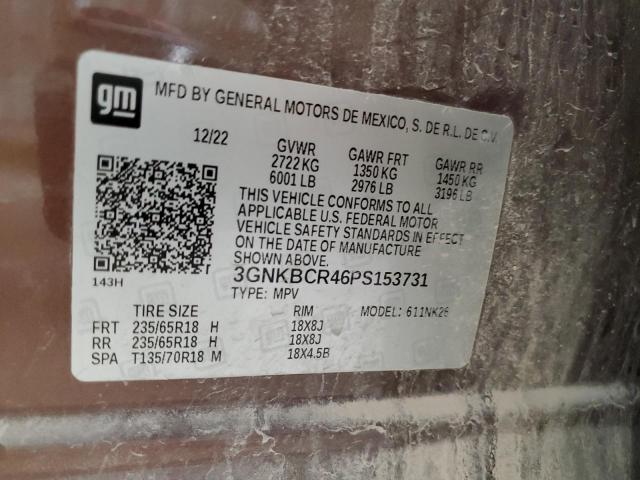 gm
MFD BY GENERAL MOTORS DE MEXICO, S. DE R.L. DE C.V.
12/22 GVWR GAWR FRT GAWR RR
2722 KG 1350 KG 1450 KG
6001 LB 2976 LB 3196 LB
THIS VEHICLE CONFORMS TO ALL
APPLICABLE U.S. FEDERAL MOTOR
VEHICLE SAFETY STANDARDS IN EFFECT
ON THE DATE OF MANUFACTURE
SHOWN ABOVE.
143H 3GNKBCR46PS153731
TYPE: MPV MODEL: 611NK26
TIRE SIZE RIM
FRT 235/65R18 H 18X8J
RR 235/65R18 H 18X8J
SPA T135/70R18 M 18X4.5B